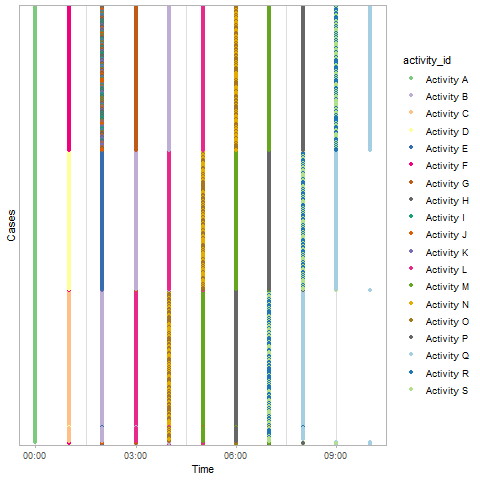 activity_id
Activity A
Activity B
Activity C
Activity D
Activity E
Activity F
Activity G
Activity H
Activity I
Activity J
Activity K
Activity L
Activity M
Activity N
Activity O
Activity P
Activity Q
Activity R
Activity S
Cases
00:00 03:00 06:00 09:00
Time